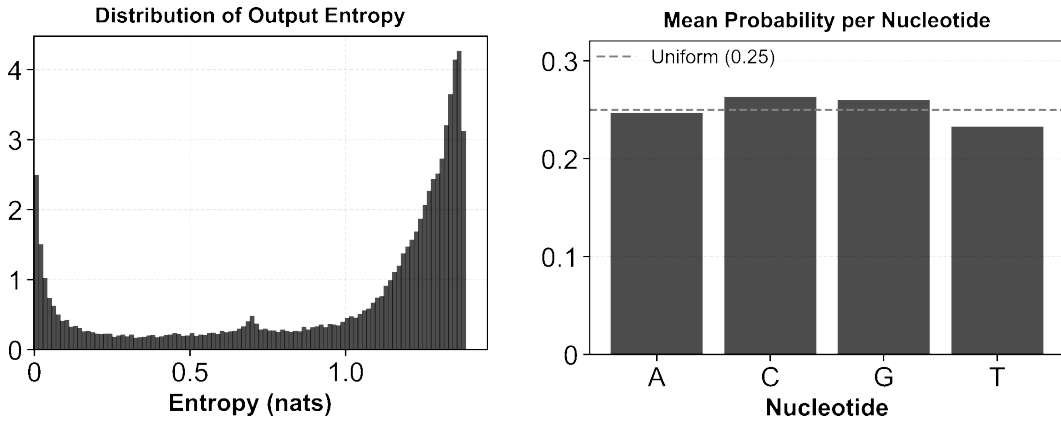 Distribution of Output Entropy
4
3
2
1
0
0 0.5 1.0
Entropy (nats)
Mean Probability per Nucleotide
Uniform (0.25)
0.3
0.2
0.1
0
A C G T
Nucleotide